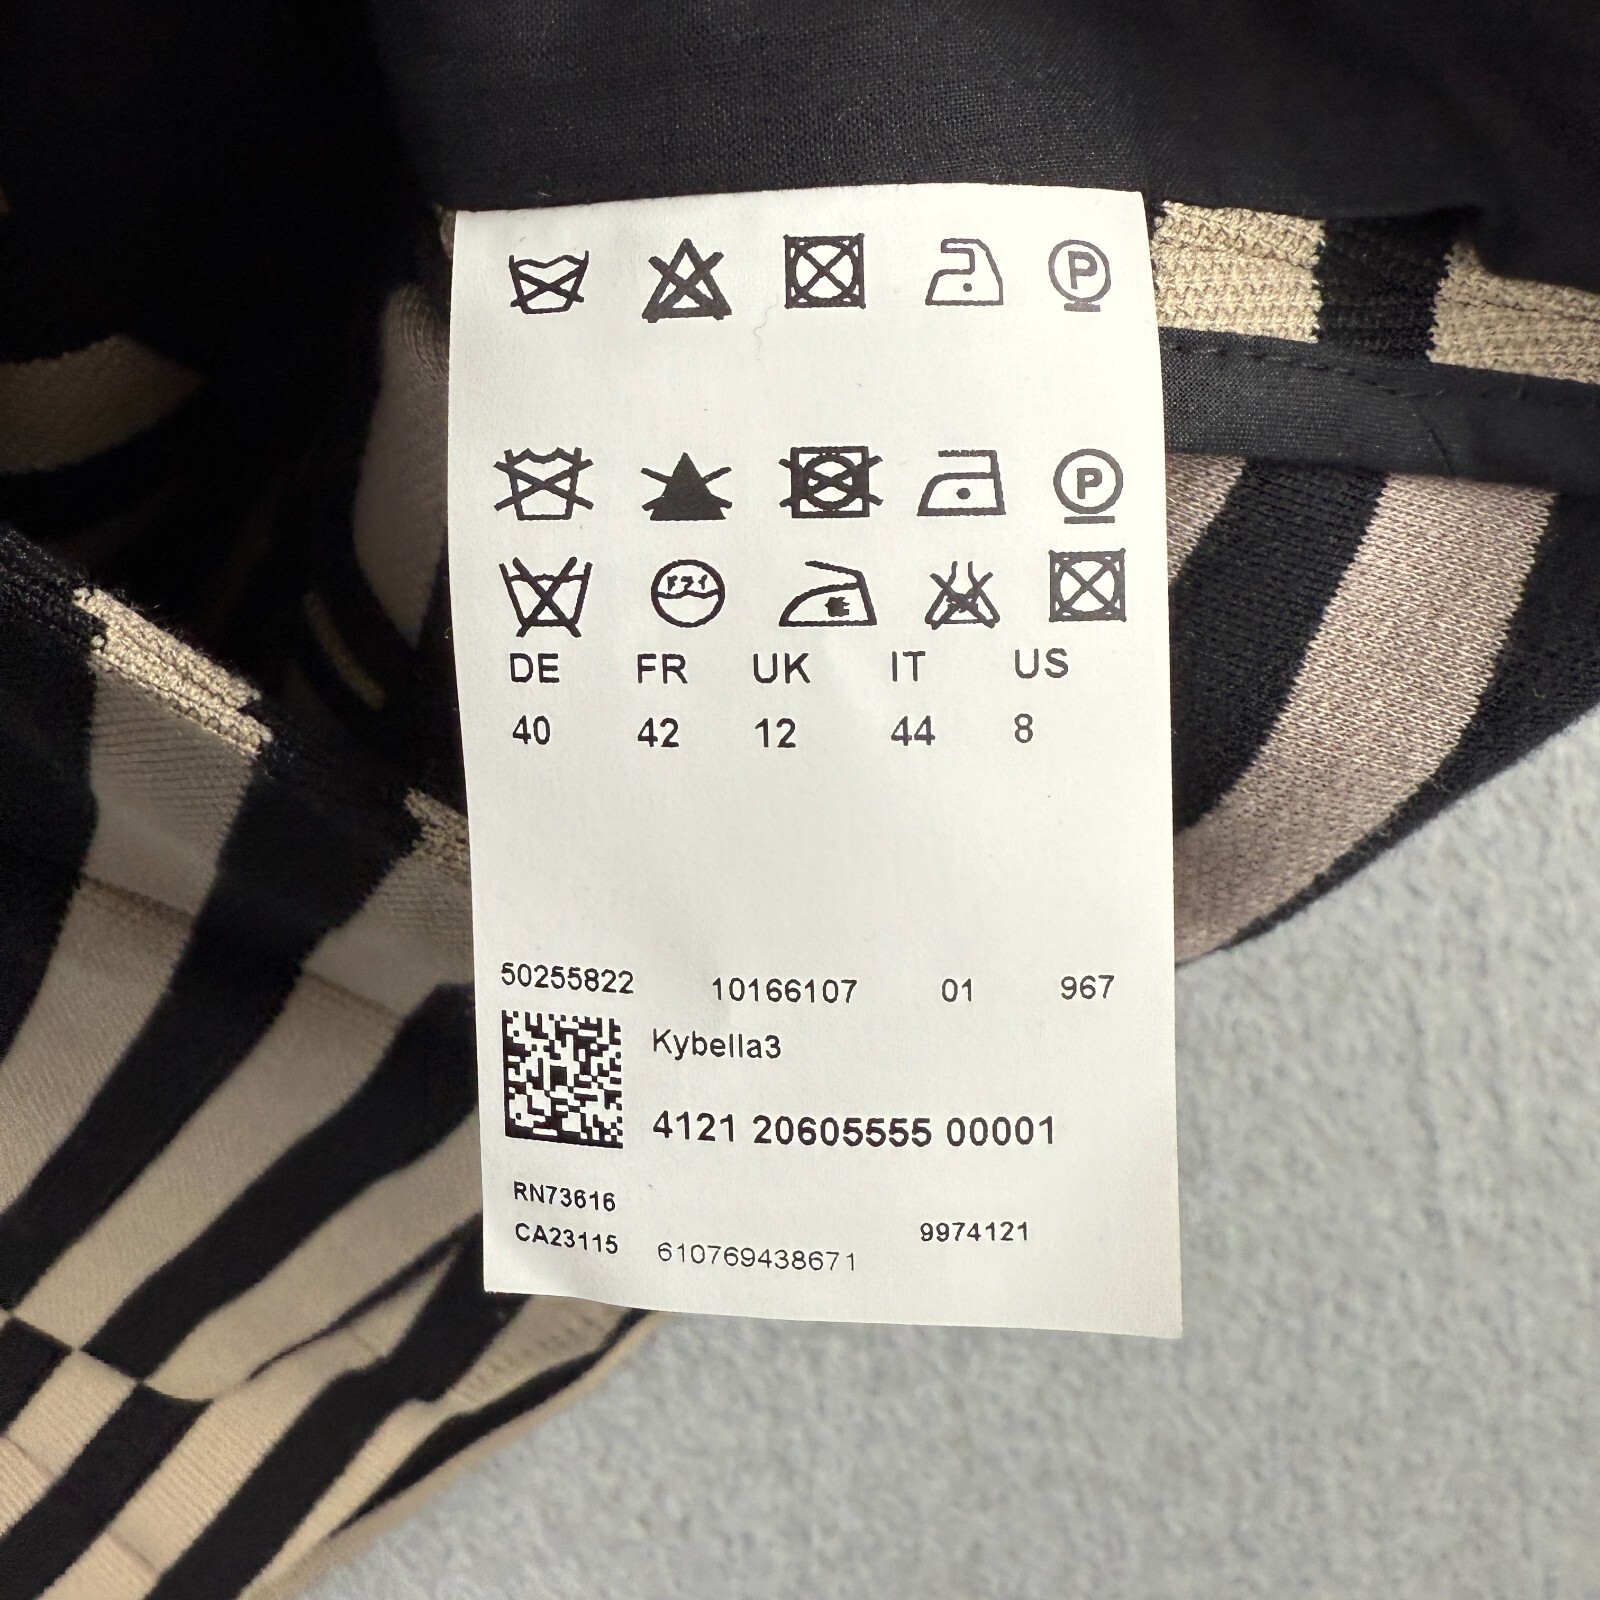 P
P
DE FR UK IT US
40 42 12 44 8
50255822 10166107 01 967
Kybella3
4121 20605555 00001
RN73616
CA23115 610769438671 9974121